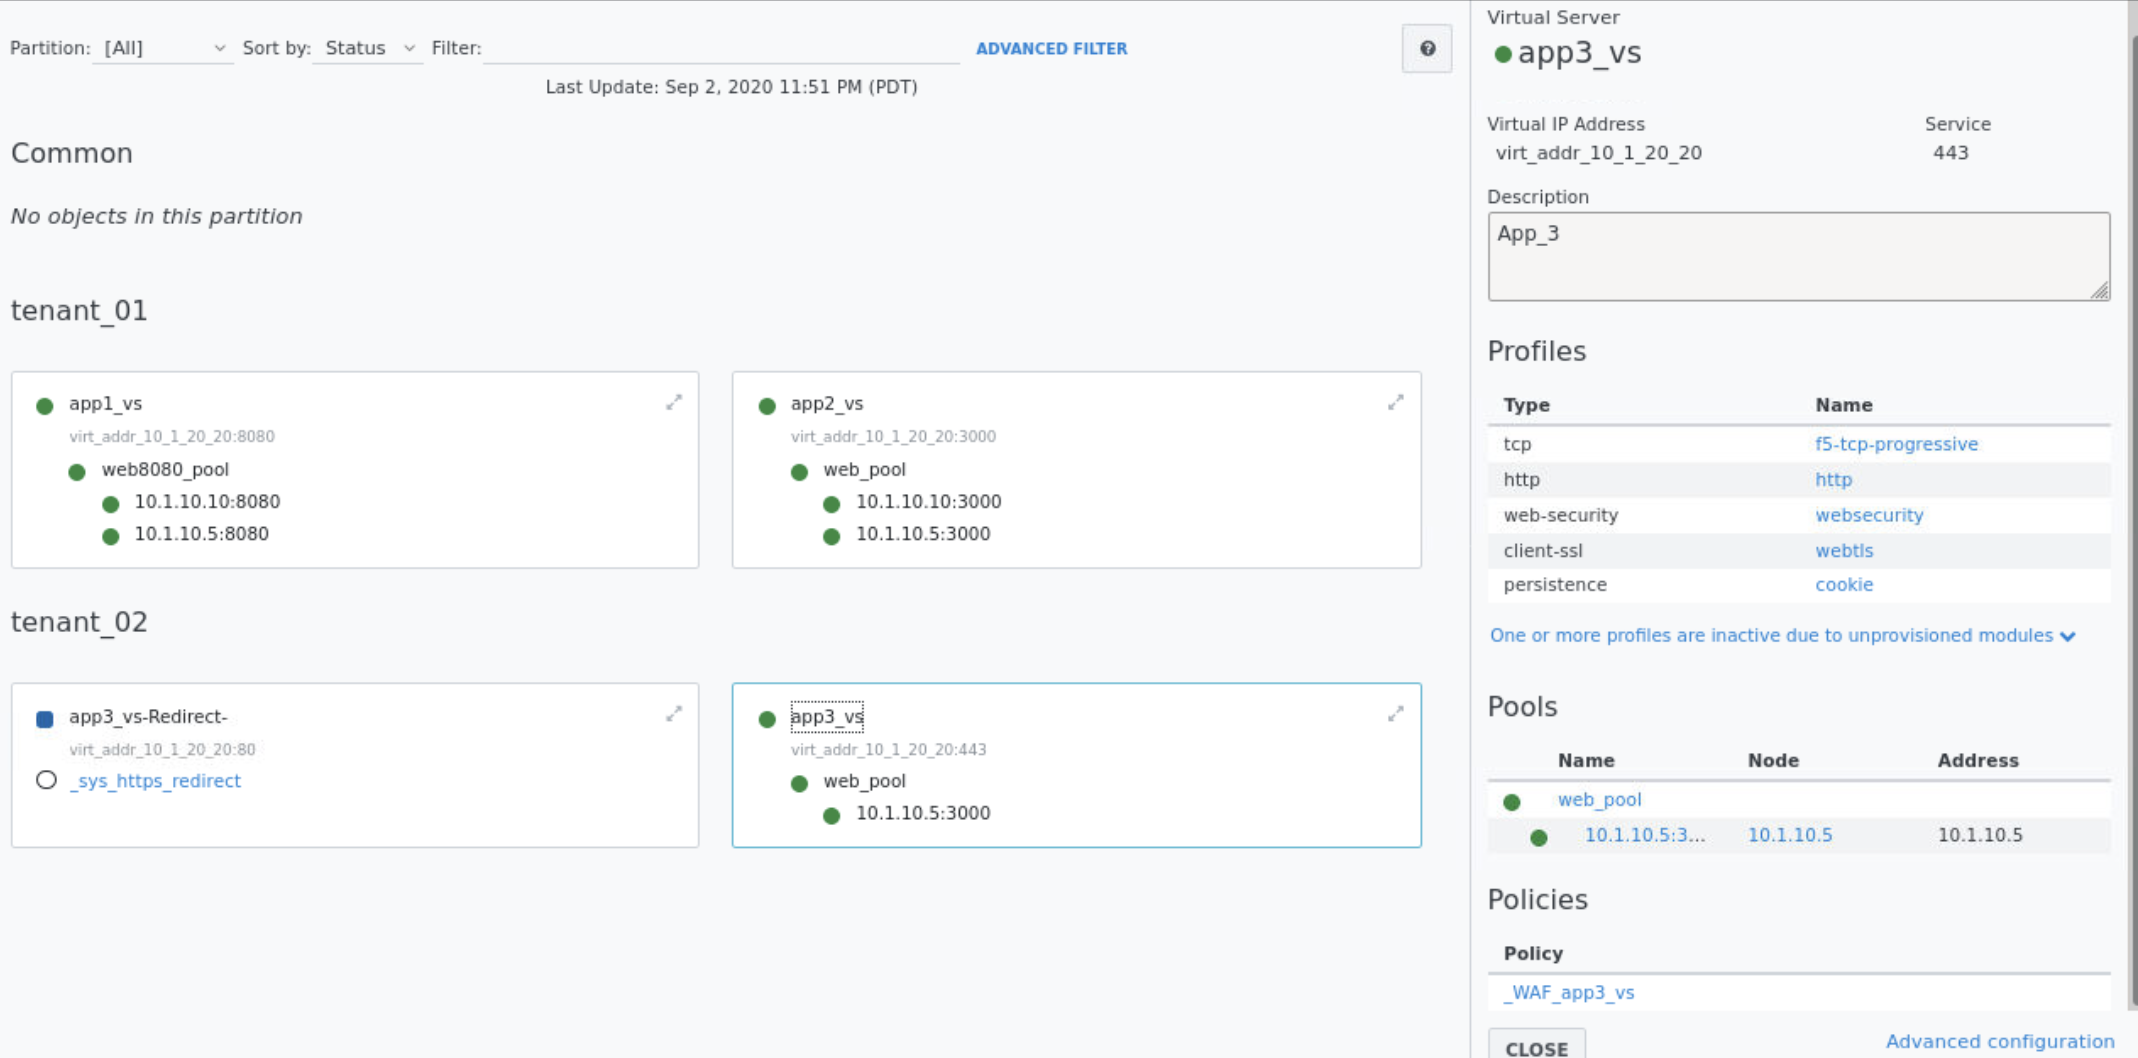 Partition: [All] Sort by: Status Filter: ADVANCED FILTER
Last Update: Sep 2, 2020 11:51 PM (PDT)
Common
No objects in this partition
tenant_01
app1_vs
virt_addr_10_1_20_20:8080
web8080_pool
10.1.10.10:8080
10.1.10.5:8080
app2_vs
virt_addr_10_1_20_20:3000
web_pool
10.1.10.10:3000
10.1.10.5:3000
tenant_02
app3_vs-Redirect-
virt_addr_10_1_20_20:80
_sys_https_redirect
app3_vs
virt_addr_10_1_20_20:443
web_pool
10.1.10.5:3000
Virtual Server
app3_vs
Virtual IP Address Service
virt_addr_10_1_20_20 443
Description
App_3
Profiles
Type Name
tcp f5-tcp-progressive
http http
web-security websecurity
client-ssl webtls
persistence cookie
One or more profiles are inactive due to unprovisioned modules
Pools
Name Node Address
web_pool
10.1.10.5:3... 10.1.10.5 10.1.10.5
Policies
Policy
_WAF_app3_vs
CLOSE Advanced configuration